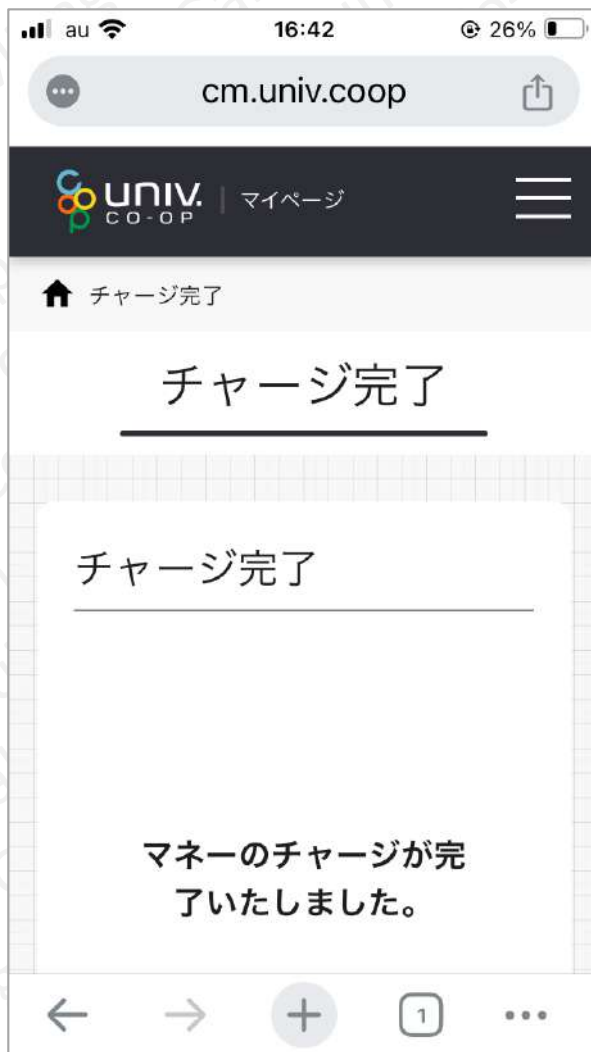 au 16:42 26%
cm.univ.coop
coop univ. CO-OP マイページ
チャージ完了
チャージ完了
チャージ完了
マネーのチャージが完
了いたしました。
1